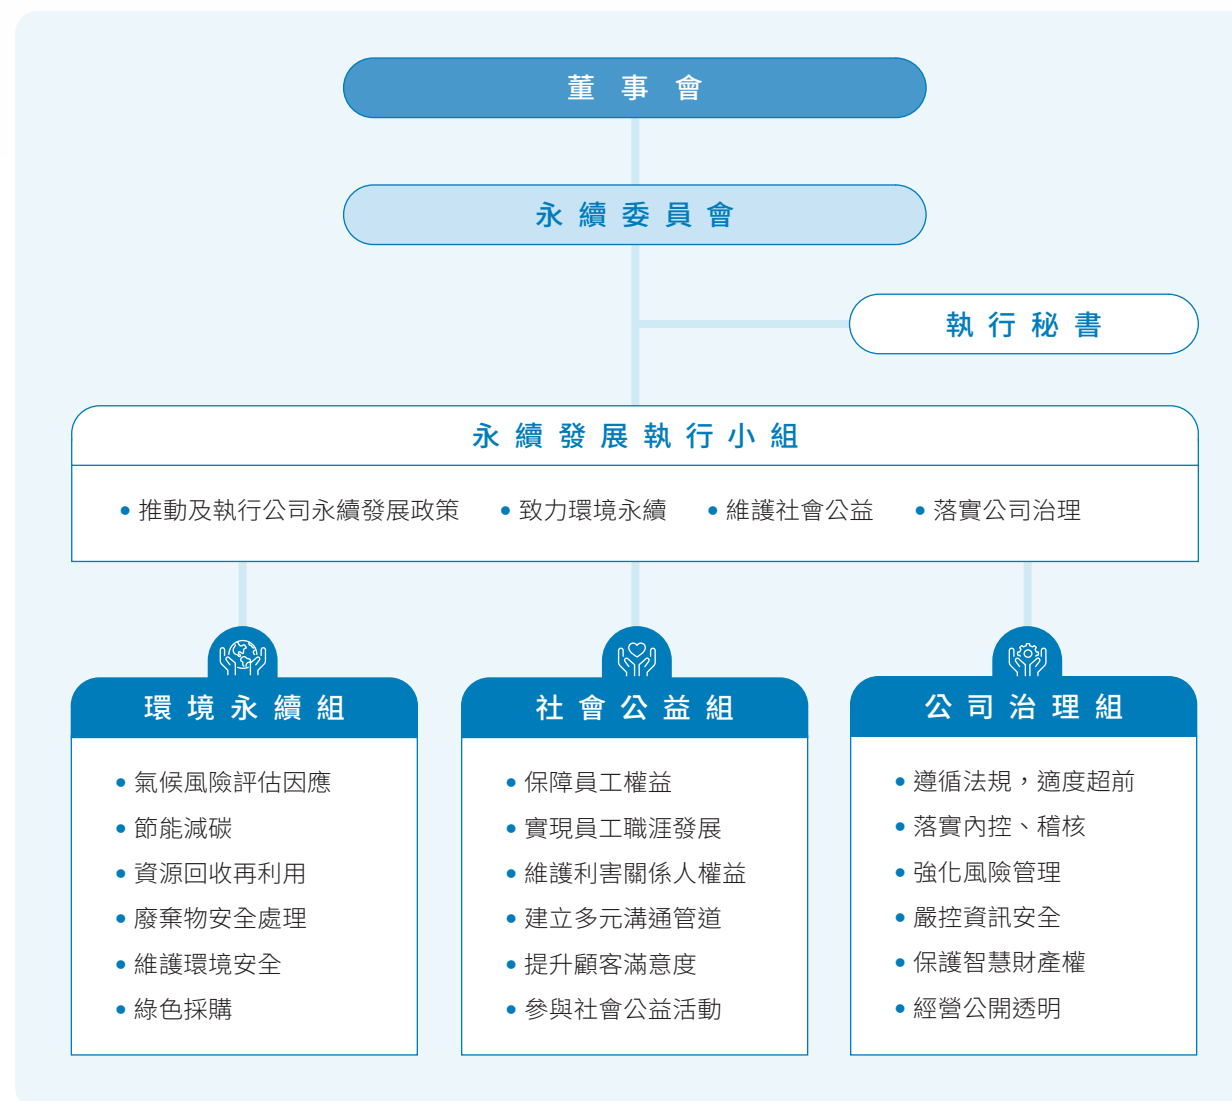 董事會
永續委員會
執行秘書
永續發展執行小組
• 推動及執行公司永續發展政策 • 致力環境永續 • 維護社會公益 • 落實公司治理
環境永續組
• 氣候風險評估因應
• 節能減碳
• 資源回收再利用
• 廢棄物安全處理
• 維護環境安全
• 綠色採購
社會公益組
• 保障員工權益
• 實現員工職涯發展
• 維護利害關係人權益
• 建立多元溝通管道
• 提升顧客滿意度
• 參與社會公益活動
公司治理組
• 遵循法規，適度超前
• 落實內控、稽核
• 強化風險管理
• 嚴控資訊安全
• 保護智慧財產權
• 經營公開透明